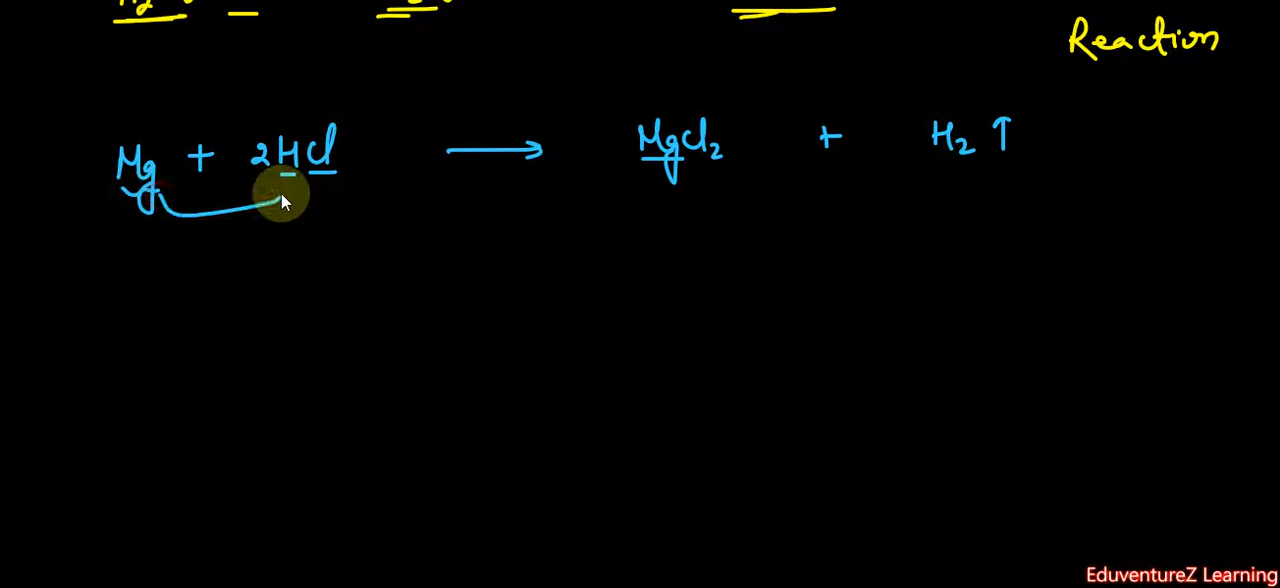 Reaction
Mg + 2HCl ⟶ MgCl₂ + H₂ ↑
EduventureZ Learning